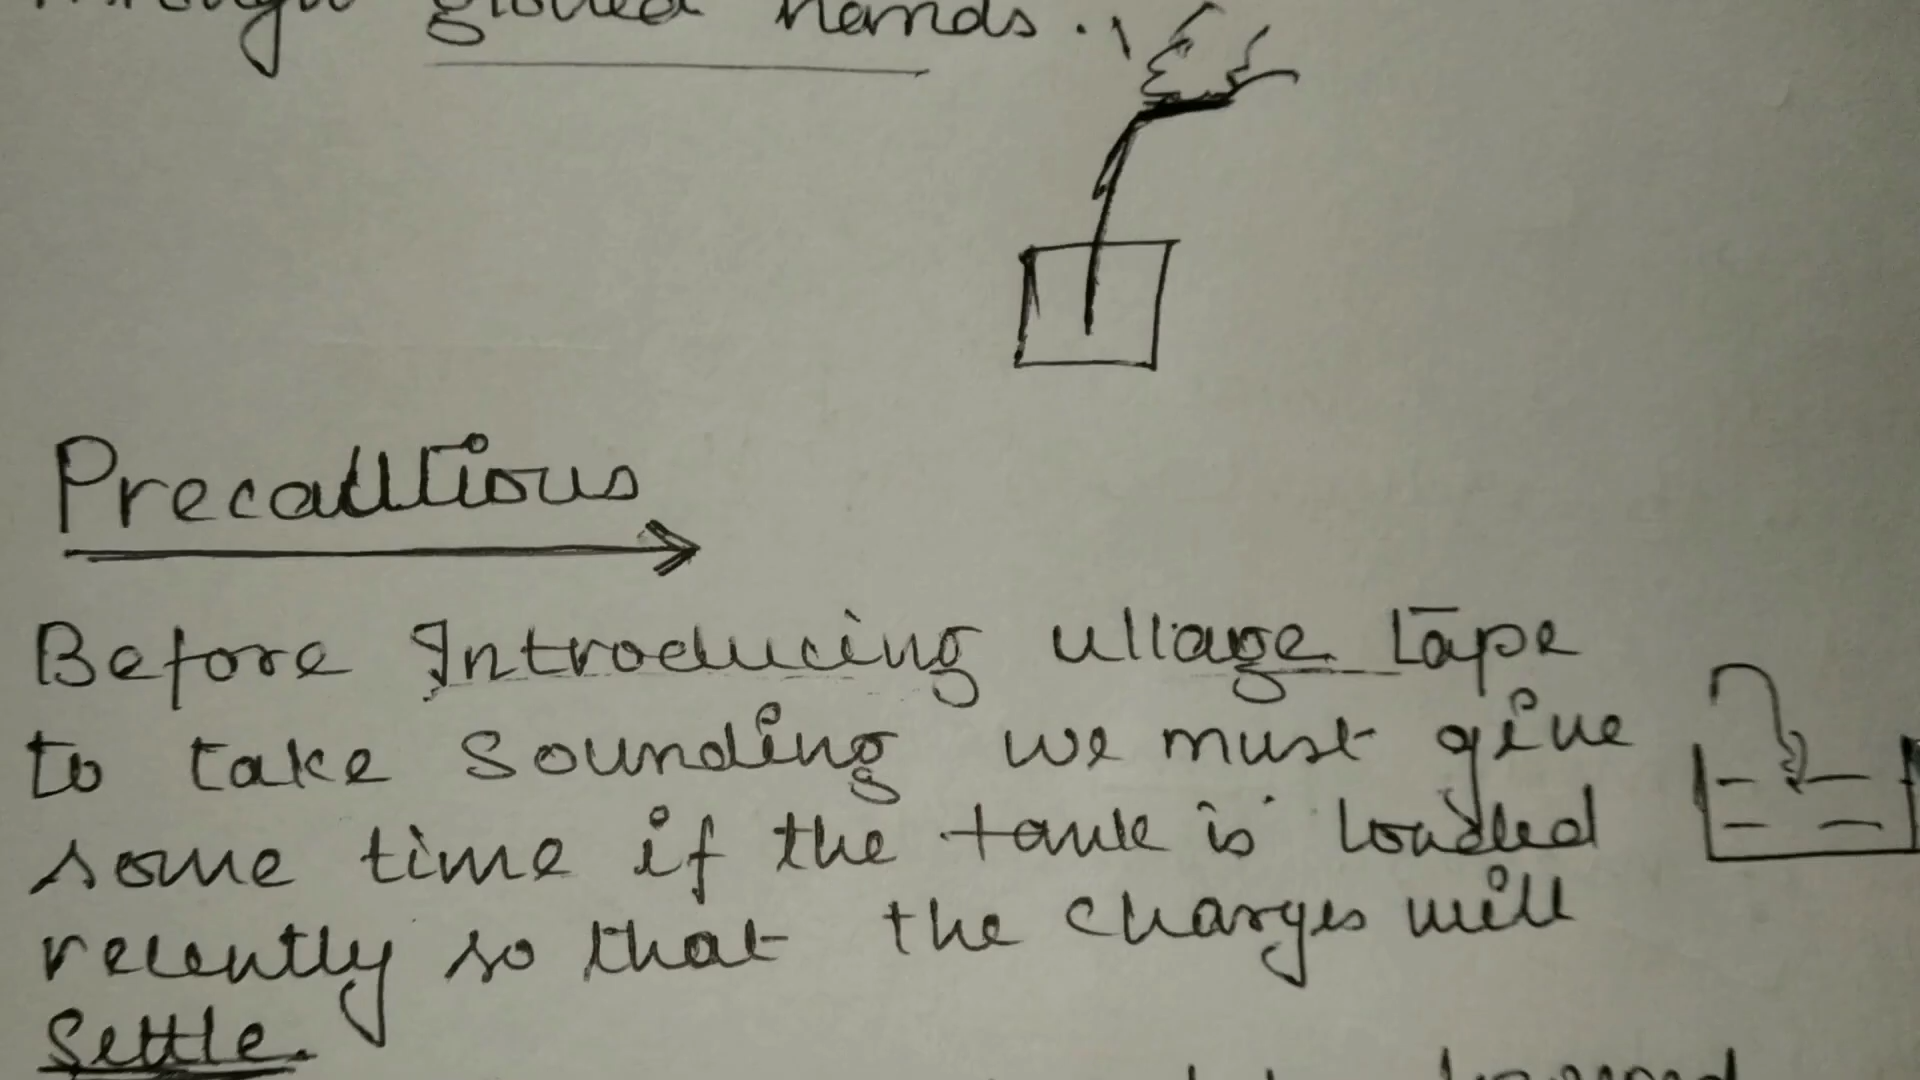 through gloved hands.
Precautions
Before Introducing ullage tape
to take Sounding we must give
some time if the tank is loaded
recently so that the charges will
Settle.